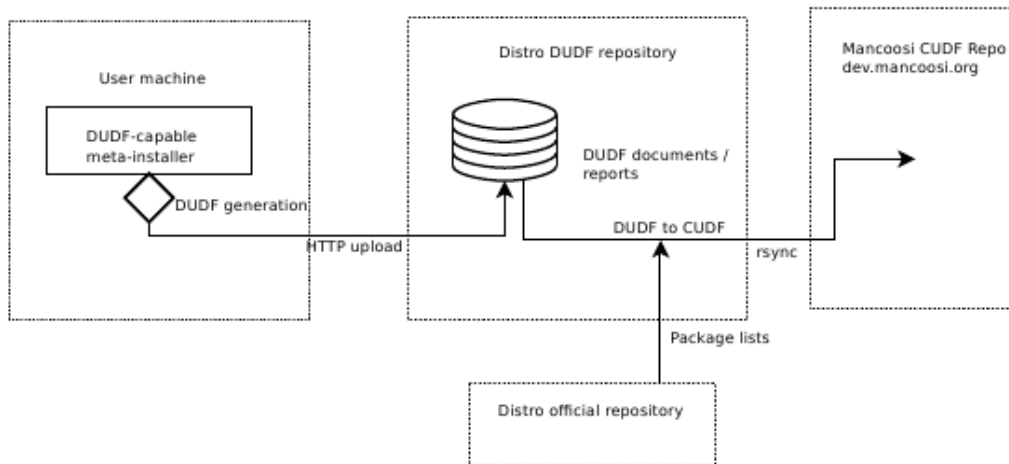 User machine
DUDF-capable
meta-installer
DUDF generation
HTTP upload
Distro DUDF repository
DUDF documents /
reports
DUDF to CUDF
rsync
Mancoosi CUDF Repo
dev.mancoosi.org
Package lists
Distro official repository